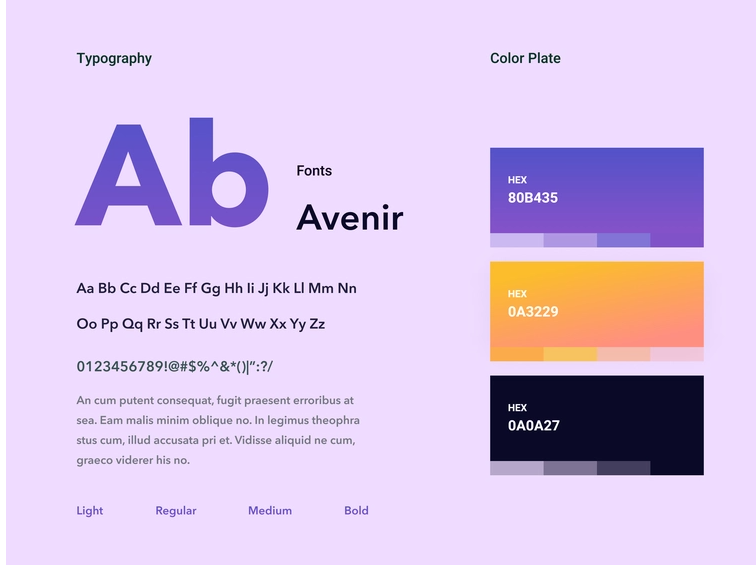 Typography
Ab
Fonts
Avenir
Aa Bb Cc Dd Ee Ff Gg Hh Ii Jj Kk Ll Mm Nn
Oo Pp Qq Rr Ss Tt Uu Vv Ww Xx Yy Zz
0123456789!@#$%^&*()|":?/
An cum putent consequat, fugit praesent erroribus at
sea. Eam malis minim oblique no. In legimus theophra
stus cum, illud accusata pri et. Vidisse aliquid ne cum,
graeco viderer his no.
Light Regular Medium Bold
Color Plate
HEX
80B435
HEX
0A3229
HEX
0A0A27